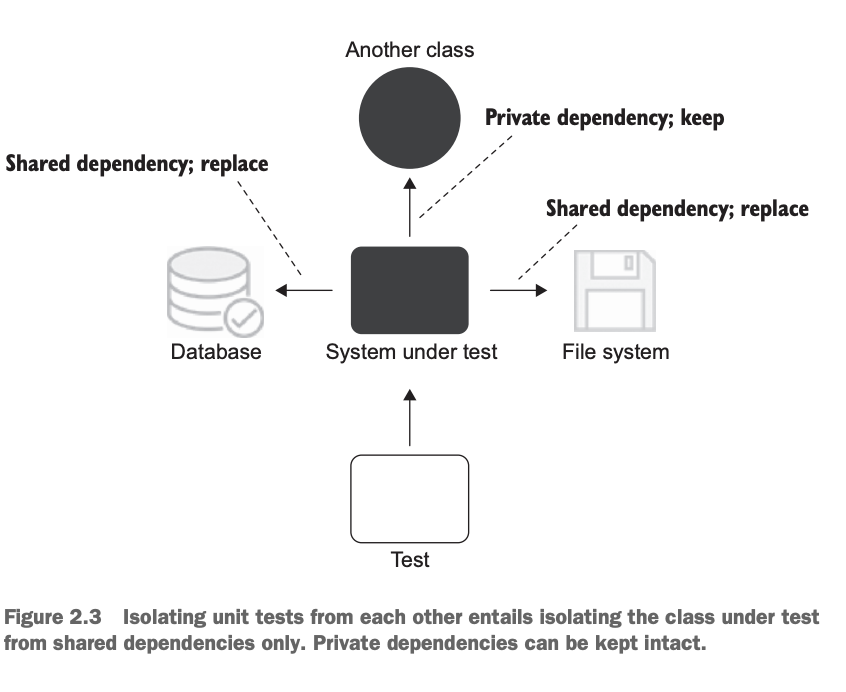 Another class
Private dependency; keep
Shared dependency; replace
Shared dependency; replace
Database
System under test
File system
Test
Figure 2.3 Isolating unit tests from each other entails isolating the class under test
from shared dependencies only. Private dependencies can be kept intact.